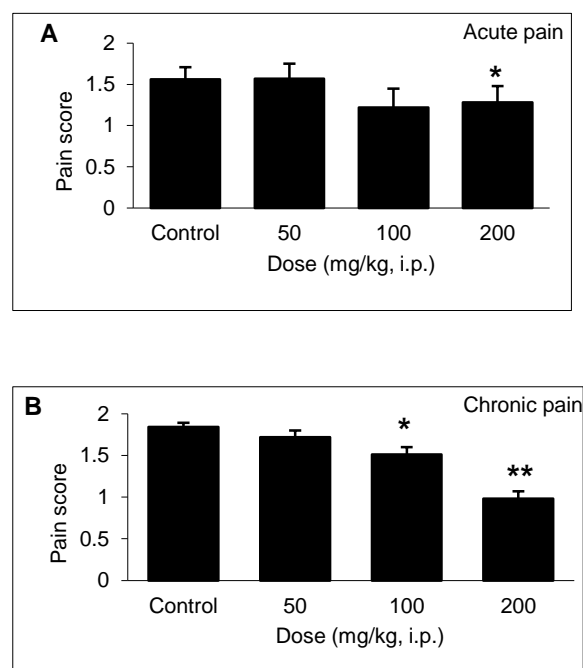 A
Acute pain
2
*
1.5
1
0.5
0
Pain score
Control 50 100 200
Dose (mg/kg, i.p.)
B
Chronic pain
2
*
1.5
**
1
0.5
0
Pain score
Control 50 100 200
Dose (mg/kg, i.p.)